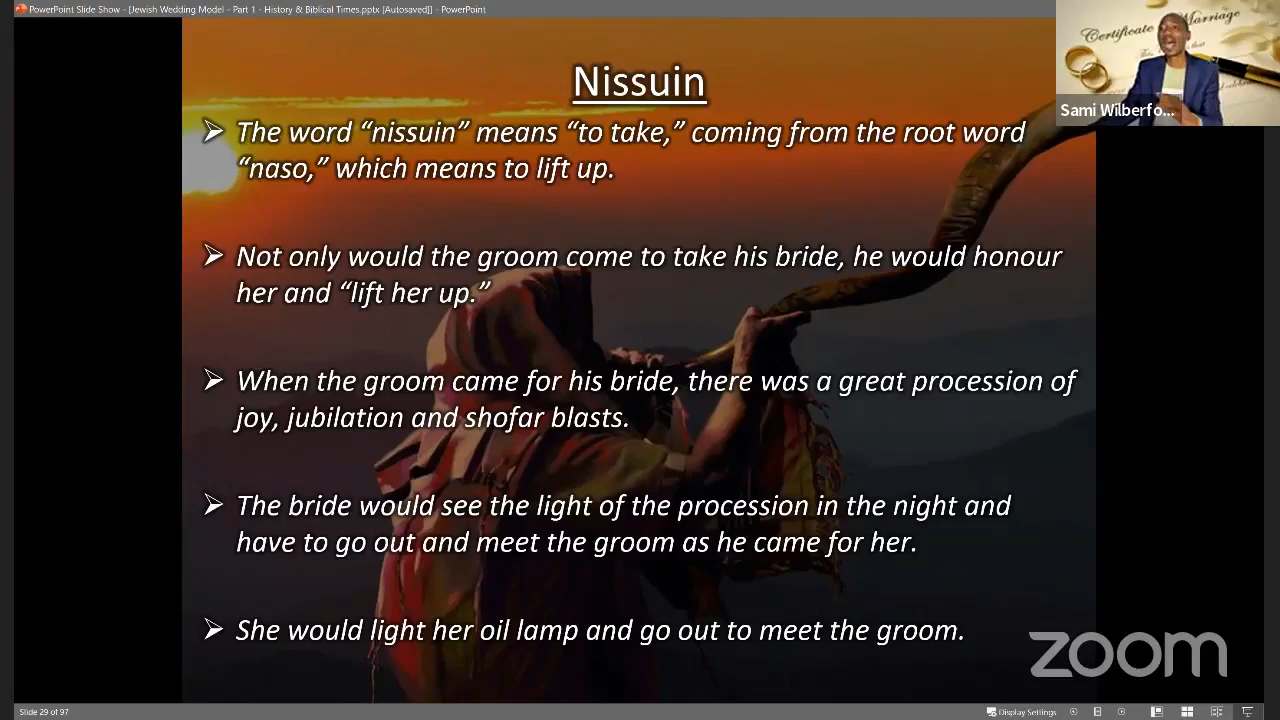 PowerPoint Slide Show - [Jewish Wedding Model - Part 1 - History & Biblical Times.pptx [Autosaved]] - PowerPoint
Certificate of Marriage
Sami Wilberfo...
Nissuin
➢ The word “nissuin” means “to take,” coming from the root word
“naso,” which means to lift up.
➢ Not only would the groom come to take his bride, he would honour
her and “lift her up.”
➢ When the groom came for his bride, there was a great procession of
joy, jubilation and shofar blasts.
➢ The bride would see the light of the procession in the night and
have to go out and meet the groom as he came for her.
➢ She would light her oil lamp and go out to meet the groom.
zoom
Slide 29 of 97
Display Settings